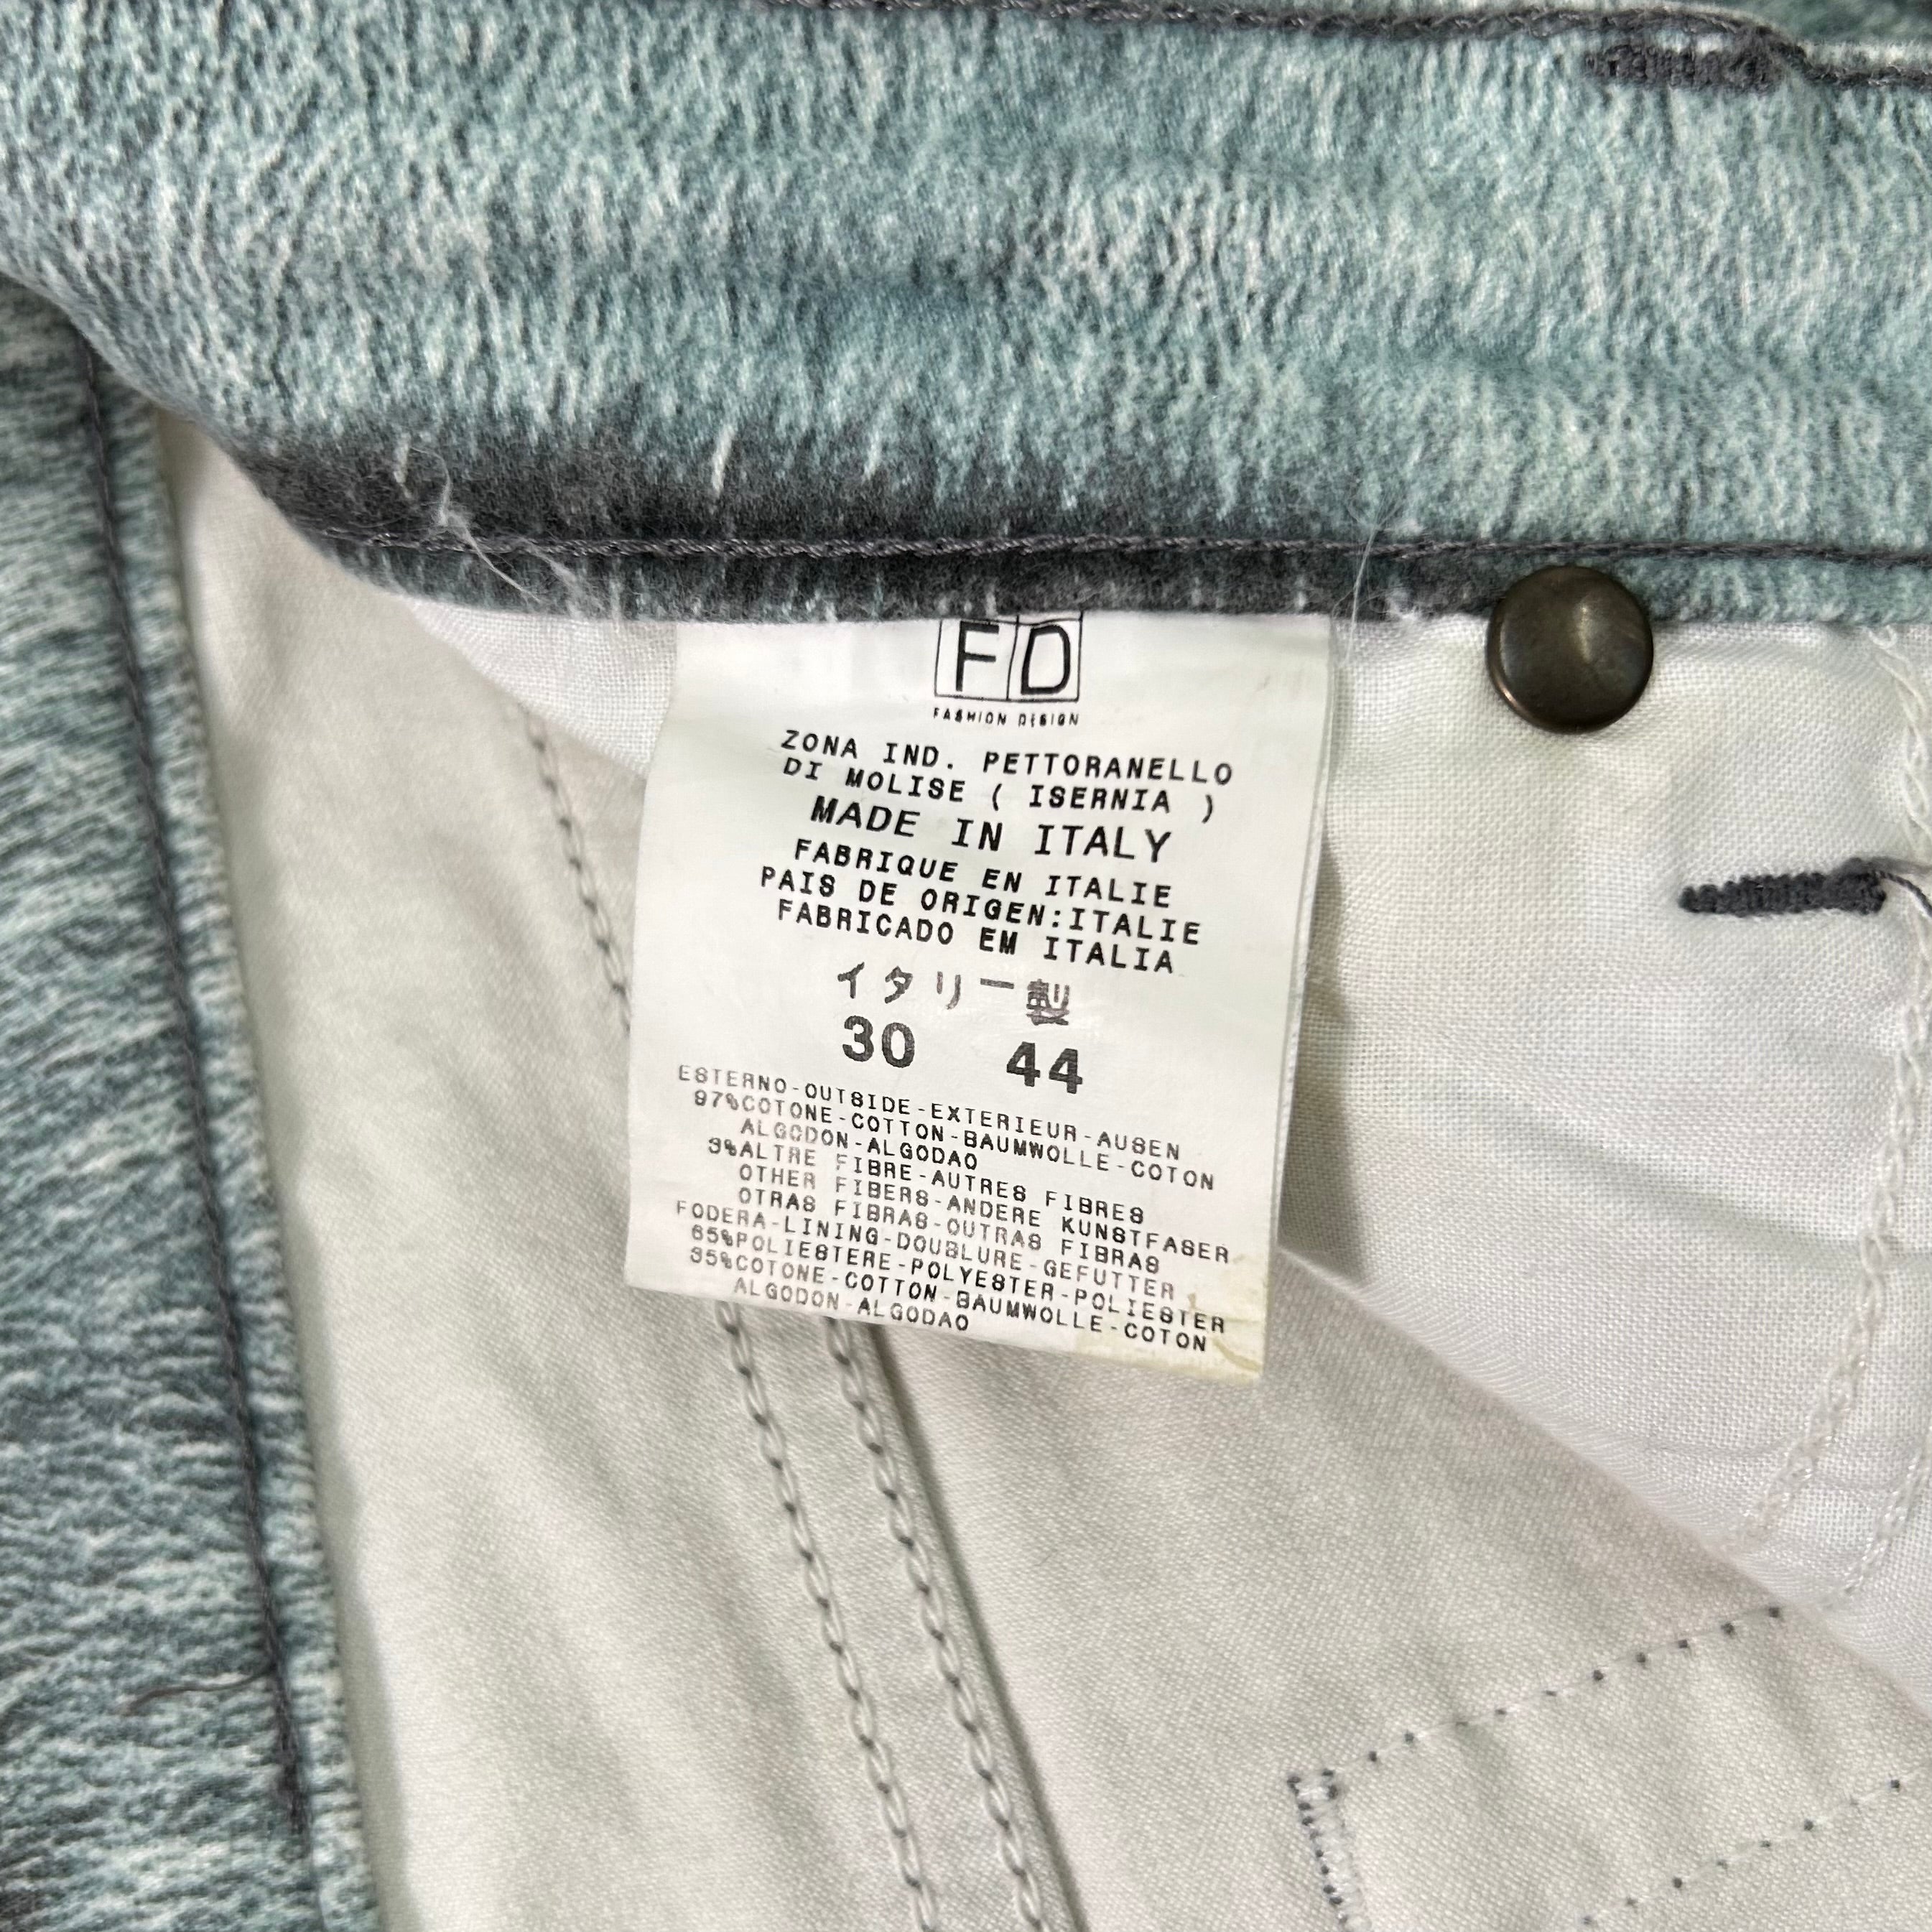 FD
FASHION DESIGN
ZONA IND. PETTORANELLO
DI MOLISE ( ISERNIA )
MADE IN ITALY
FABRIQUE EN ITALIE
PAIS DE ORIGEN:ITALIE
FABRICADO EM ITALIA
イタリー製
30 44
ESTERNO-OUTSIDE-EXTERIEUR-AUSEN
97%COTONE-COTTON-BAUMWOLLE-COTON
ALGODON-ALGODAO
3%ALTRE FIBRE-AUTRES FIBRES
OTHER FIBERS-ANDERE KUNSTFASER
OTRAS FIBRAS-OUTRAS FIBRAS
FODERA-LINING-DOUBLURE-GEFUTTER
65%POLIESTERE-POLYESTER-POLIESTER
35%COTONE-COTTON-BAUMWOLLE-COTON
ALGODON-ALGODAO